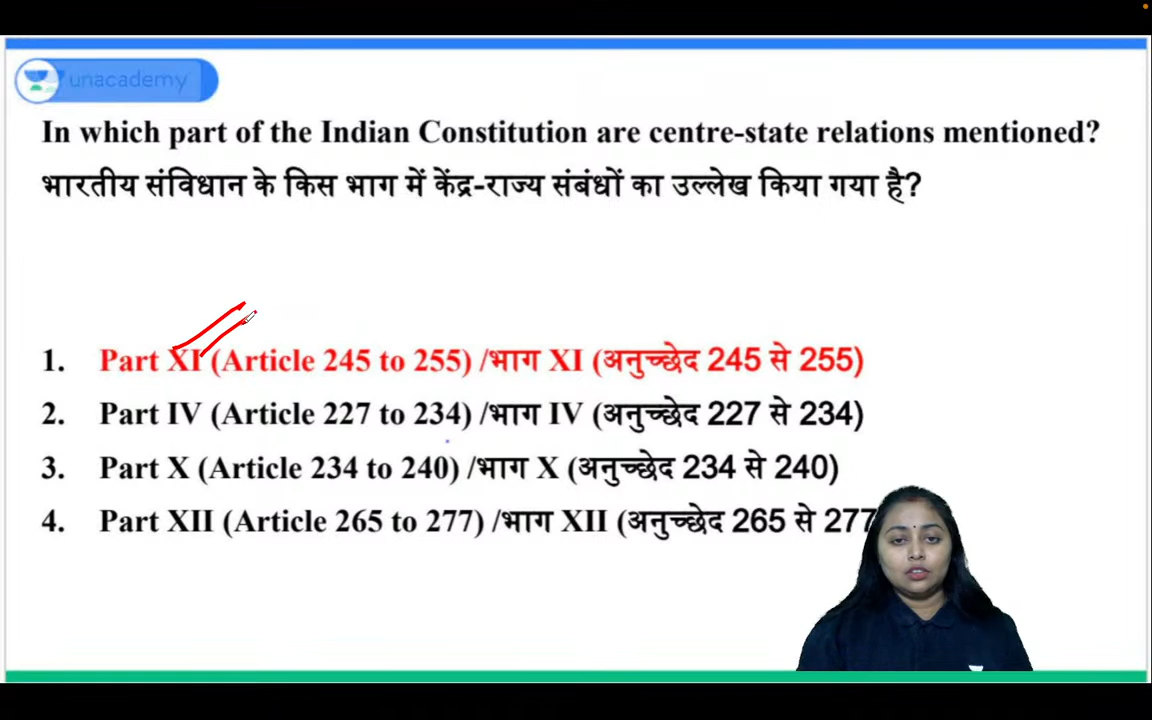 unacademy
In which part of the Indian Constitution are centre-state relations mentioned?
भारतीय संविधान के किस भाग में केंद्र-राज्य संबंधों का उल्लेख किया गया है?
1. Part XI (Article 245 to 255) /भाग XI (अनुच्छेद 245 से 255)
2. Part IV (Article 227 to 234) /भाग IV (अनुच्छेद 227 से 234)
3. Part X (Article 234 to 240) /भाग X (अनुच्छेद 234 से 240)
4. Part XII (Article 265 to 277) /भाग XII (अनुच्छेद 265 से 277